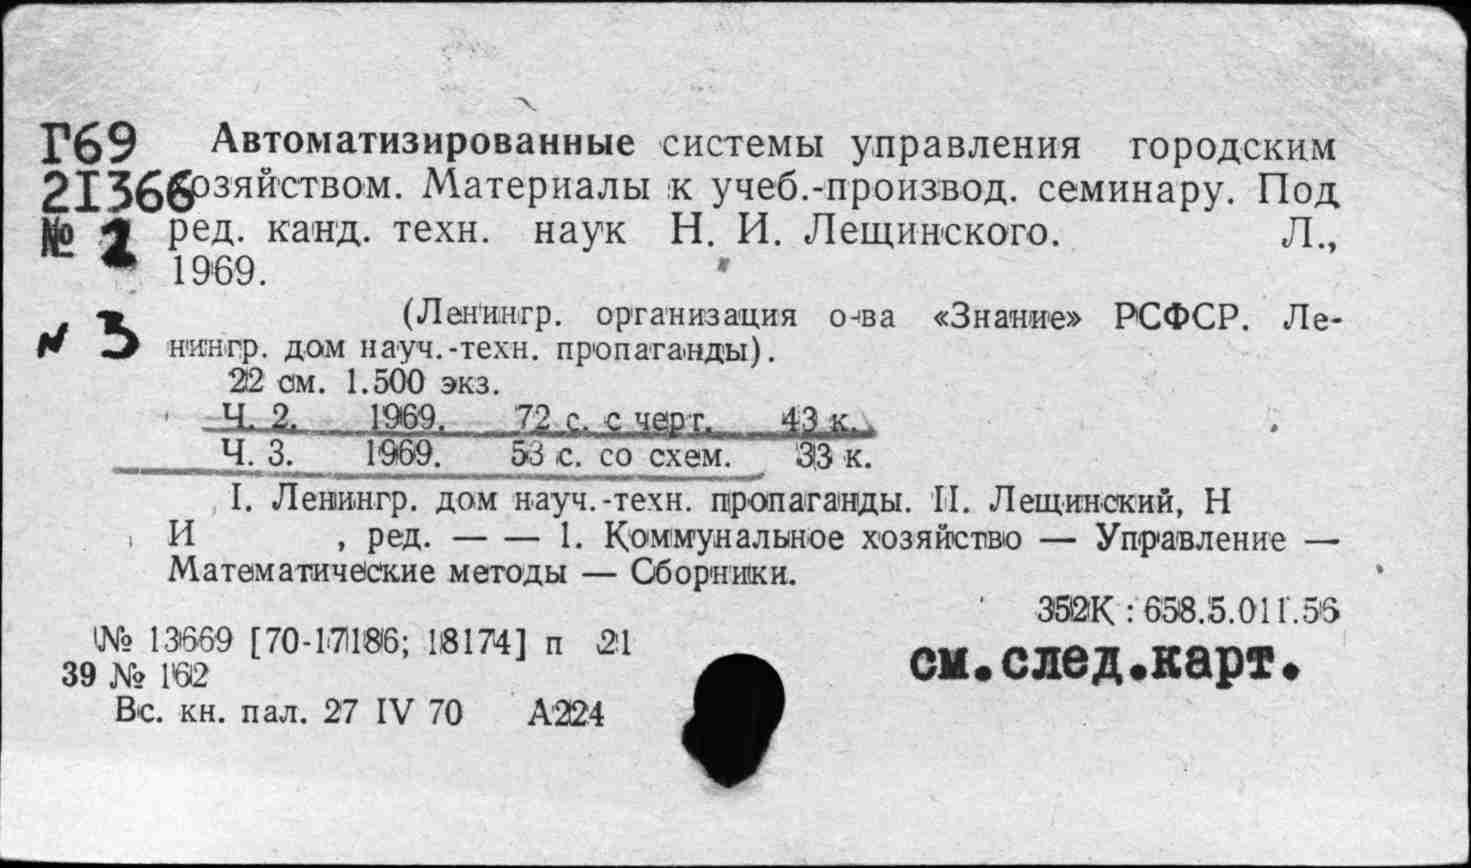 Г69 Автоматизированные системы управления городским
21366 хозяйством. Материалы к учеб.-производ. семинару. Под
№ 2 ред. канд. техн. наук Н. И. Лещинского. Л.,
1969.
(Ленингр. организация о-ва «Знание» РСФСР. Ле-
и 3 нингр. дом науч.-техн. пропаганды).
22 см. 1.500 экз.
Ч. 2. 1969. 72 с. с черт. 43 к.
Ч. 3. 1969. 53 с. со схем. 33 к.
I. Ленингр. дом науч.-техн. пропаганды. II. Лещинский, Н
И , ред. — — 1. Коммунальное хозяйство — Управление —
Математические методы — Сборники.
352К : 658.5.011.56
№ 13669 [70-17186; 18174] п 21
см.след.карт.
39 № 162
Вс. кн. пал. 27 IV 70 А224